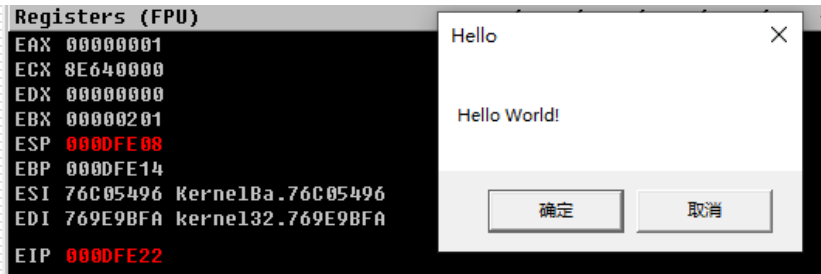 Registers (FPU)
EAX 00000001
ECX 8E640000
EDX 00000000
EBX 00000201
ESP 000DFE08
EBP 000DFE14
ESI 76C05496 KernelBa.76C05496
EDI 769E9BFA kernel32.769E9BFA
EIP 000DFE22
Hello
Hello World!
确定
取消